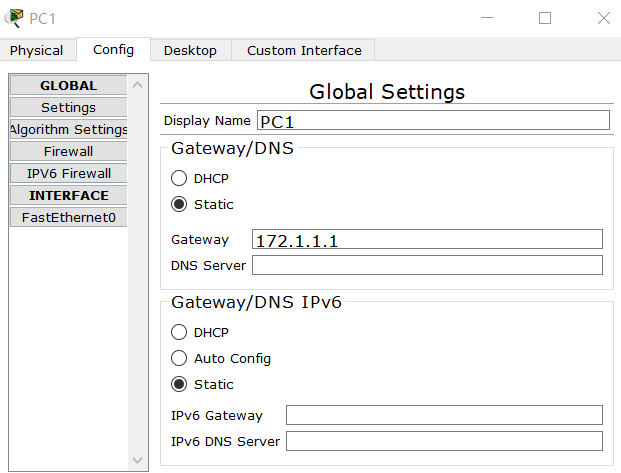 PC1
Physical Config Desktop Custom Interface
GLOBAL
Settings
Algorithm Settings
Firewall
IPV6 Firewall
INTERFACE
FastEthernet0
Global Settings
Display Name PC1
Gateway/DNS
DHCP
Static
Gateway 172.1.1.1
DNS Server
Gateway/DNS IPv6
DHCP
Auto Config
Static
IPv6 Gateway
IPv6 DNS Server